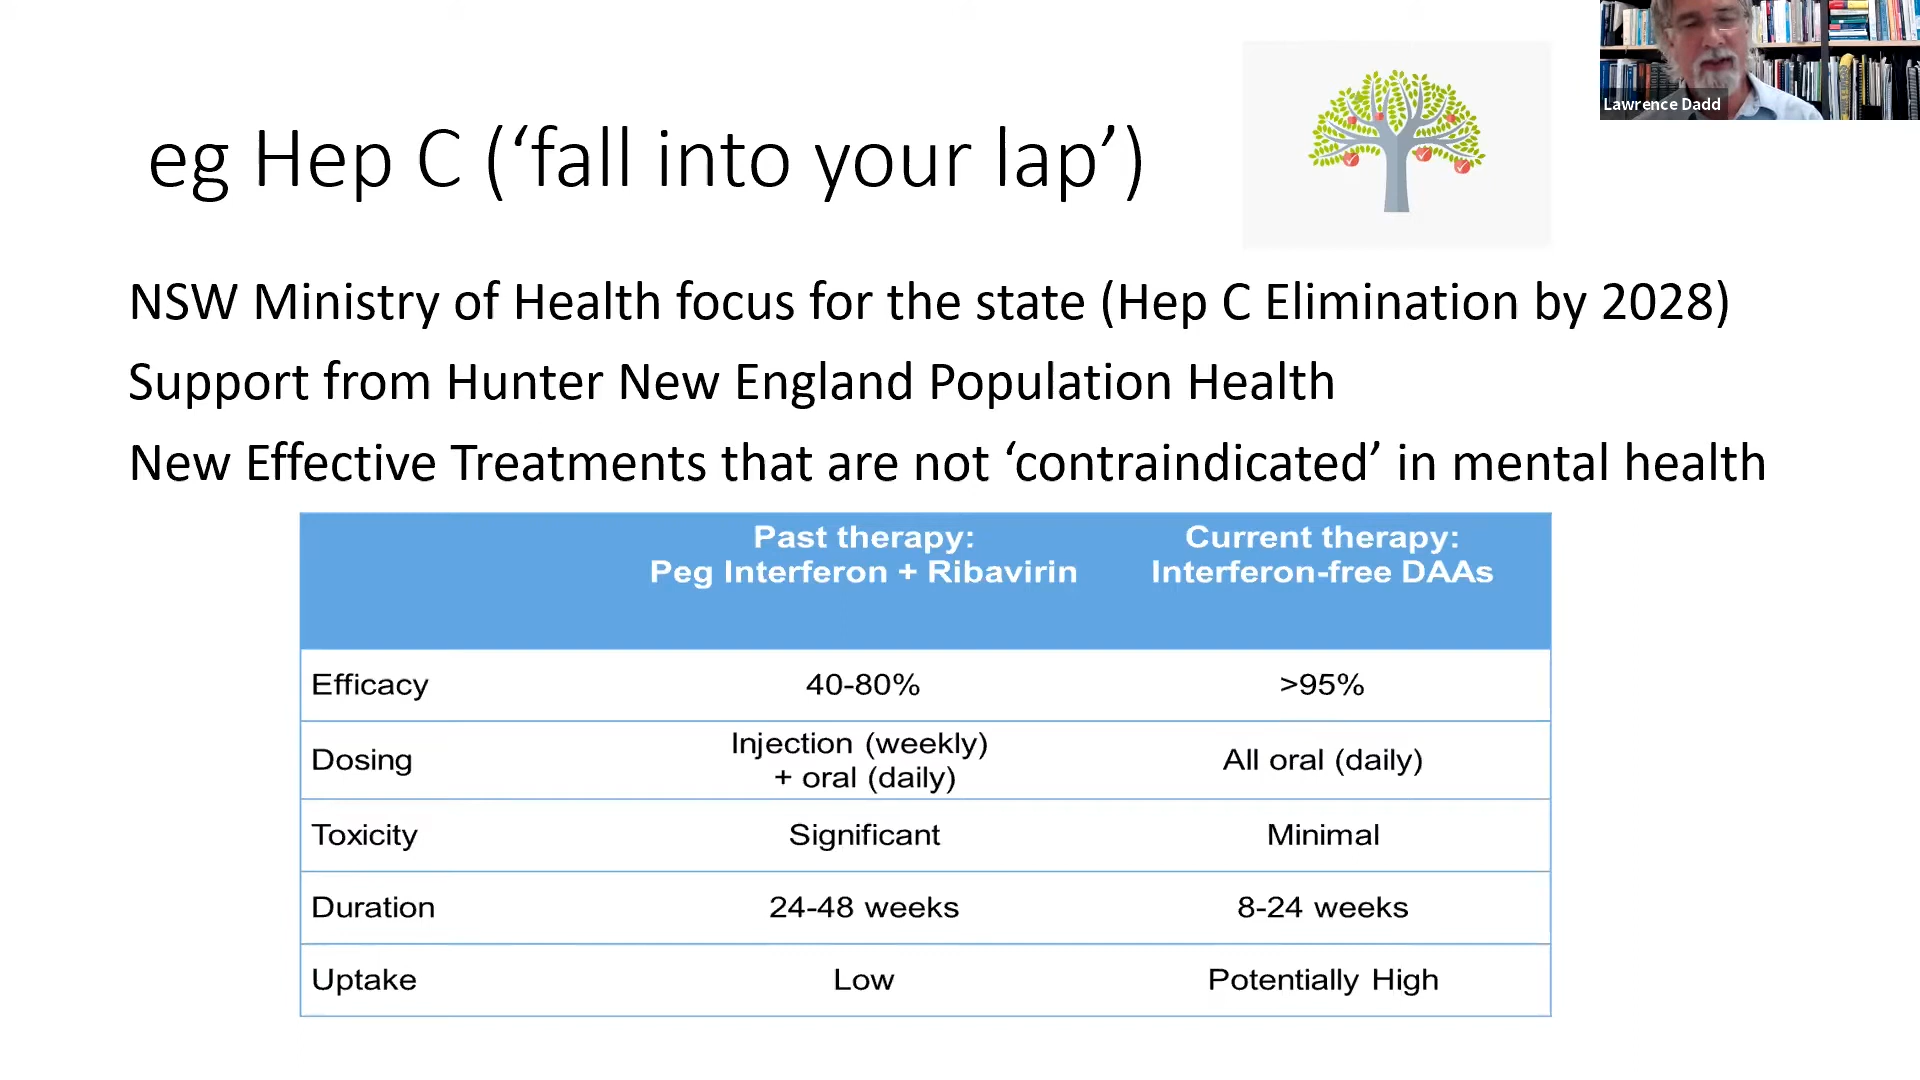 Lawrence Dadd
eg Hep C (‘fall into your lap’)
NSW Ministry of Health focus for the state (Hep C Elimination by 2028)
Support from Hunter New England Population Health
New Effective Treatments that are not ‘contraindicated’ in mental health
Past therapy:
Peg Interferon + Ribavirin
Current therapy:
Interferon-free DAAs
Efficacy 40-80% >95%
Dosing Injection (weekly)
+ oral (daily) All oral (daily)
Toxicity Significant Minimal
Duration 24-48 weeks 8-24 weeks
Uptake Low Potentially High